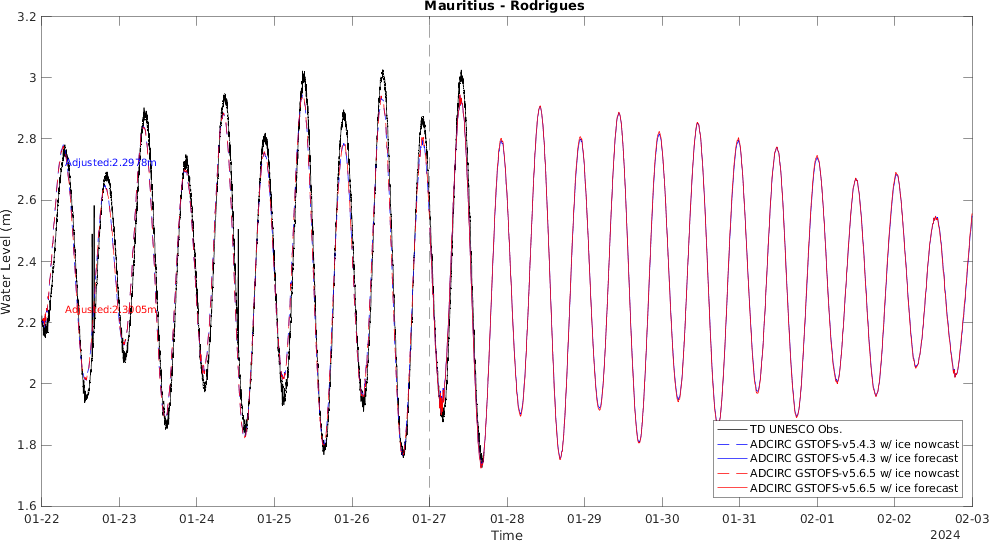 Mauritius - Rodrigues
3.2
3
2.8
2.6
2.4
2.2
2
1.8
1.6
Water Level (m)
Adjusted:2.2978m
Adjusted:2.3005m
TD UNESCO Obs.
ADCIRC GSTOFS-v5.4.3 w/ ice nowcast
ADCIRC GSTOFS-v5.4.3 w/ ice forecast
ADCIRC GSTOFS-v5.6.5 w/ ice nowcast
ADCIRC GSTOFS-v5.6.5 w/ ice forecast
01-22 01-23 01-24 01-25 01-26 01-27 01-28 01-29 01-30 01-31 02-01 02-02 02-03
Time
2024